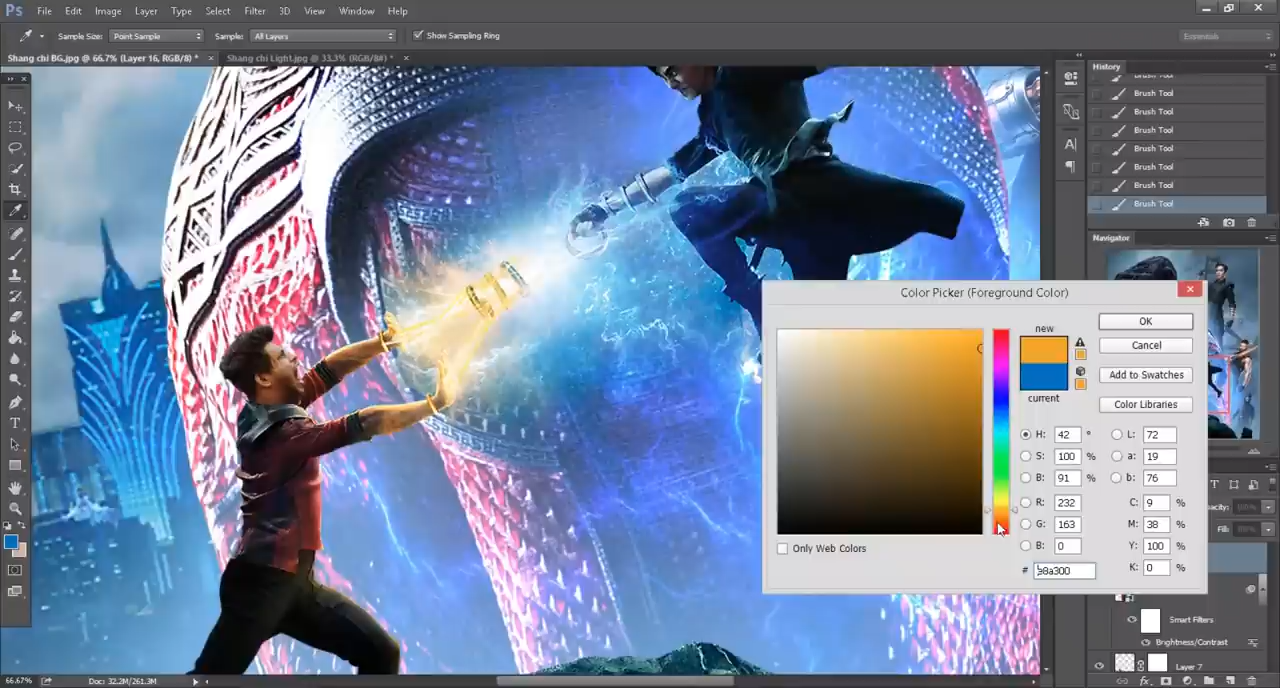 Ps File Edit Image Layer Type Select Filter 3D View Window Help
Sample Size: Point Sample Sample: All Layers Show Sampling Ring Essentials
Shang chi BG.jpg @ 66.7% (Layer 16, RGB/8) * × Shang chi Light.jpg @ 33.3% (RGB/8#) * ×
History
Brush Tool
Brush Tool
Brush Tool
Brush Tool
Brush Tool
Brush Tool
Brush Tool
Brush Tool
Navigator
Color Picker (Foreground Color)
new
current
OK
Cancel
Add to Swatches
Color Libraries
H: 42 ° L: 72
S: 100 % a: 19
B: 91 % b: 76
R: 232 C: 9 %
G: 163 M: 38 %
B: 0 Y: 100 %
# e8a300 K: 0 %
Only Web Colors
Fill:
Smart Filters
Brightness/Contrast
Layer 7
66.67% Doc: 32.2M/261.3M